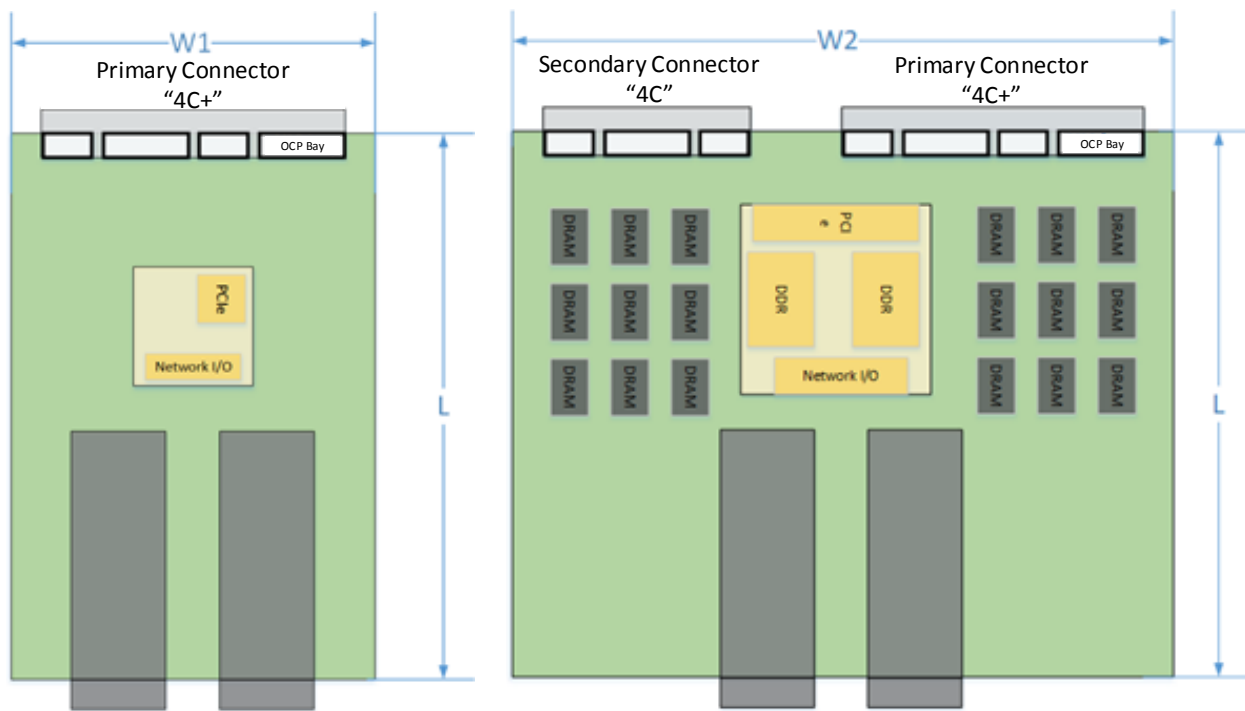 W1
Primary Connector
“4C+”
OCP Bay
PCIe
Network I/O
L
W2
Secondary Connector
“4C”
Primary Connector
“4C+”
OCP Bay
DRAM DRAM DRAM
PCI
e
DRAM DRAM DRAM
DRAM DRAM DRAM
DDR
DDR
DRAM DRAM DRAM
DRAM DRAM DRAM
Network I/O
DRAM DRAM DRAM
L